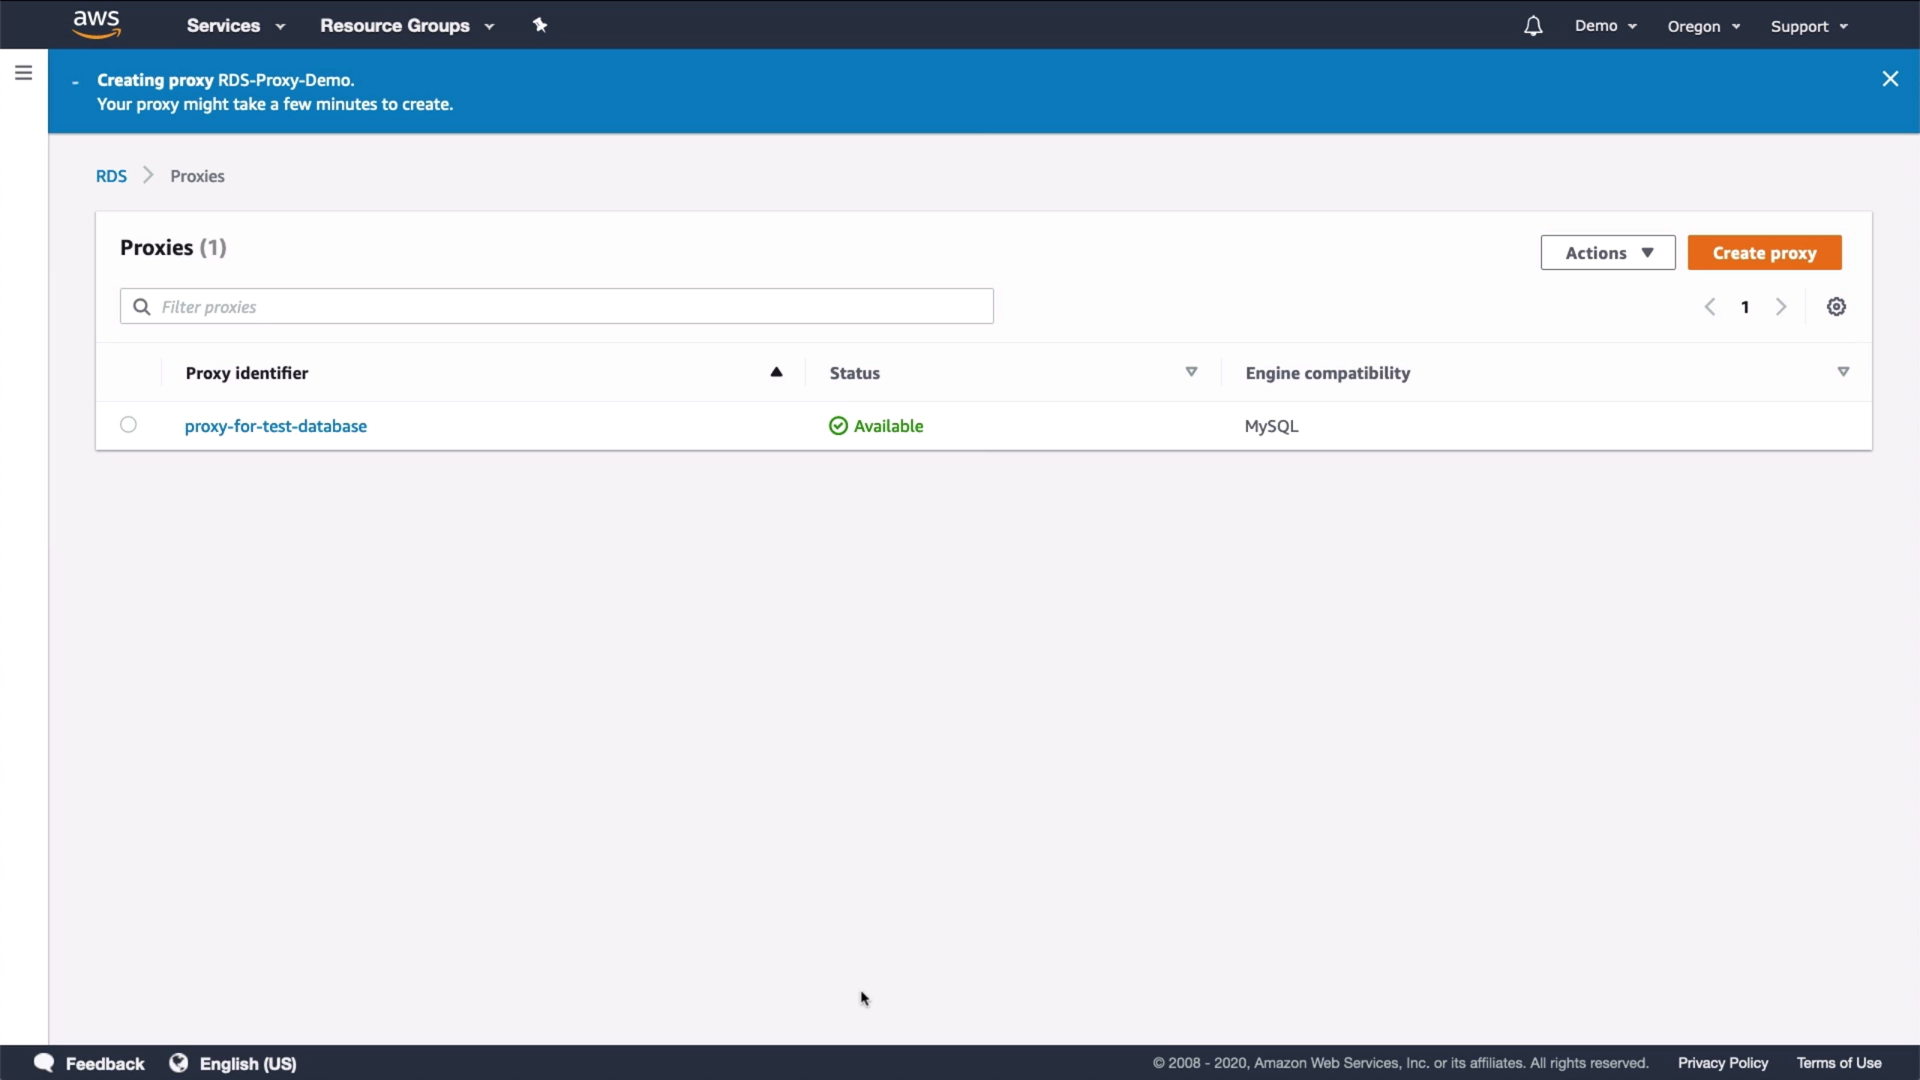 aws Services Resource Groups Demo Oregon Support
Creating proxy RDS-Proxy-Demo.
Your proxy might take a few minutes to create.
RDS Proxies
Proxies (1) Actions Create proxy
Filter proxies 1
Proxy identifier Status Engine compatibility
proxy-for-test-database Available MySQL
Feedback English (US) © 2008 - 2020, Amazon Web Services, Inc. or its affiliates. All rights reserved. Privacy Policy Terms of Use